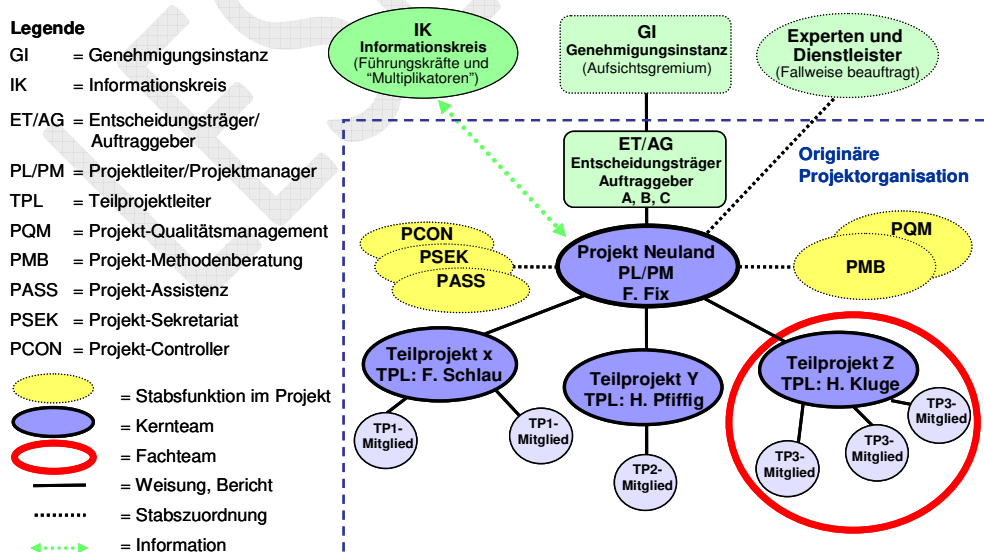 Legende
GI = Genehmigungsinstanz
IK = Informationskreis
ET/AG = Entscheidungsträger/
Auftraggeber
PL/PM = Projektleiter/Projektmanager
TPL = Teilprojektleiter
PQM = Projekt-Qualitätsmanagement
PMB = Projekt-Methodenberatung
PASS = Projekt-Assistenz
PSEK = Projekt-Sekretariat
PCON = Projekt-Controller
= Stabsfunktion im Projekt
= Kernteam
= Fachteam
= Weisung, Bericht
= Stabszuordnung
= Information
IK
Informationskreis
(Führungskräfte und
“Multiplikatoren”)
GI
Genehmigungsinstanz
(Aufsichtsgremium)
Experten und
Dienstleister
(Fallweise beauftragt)
ET/AG
Entscheidungsträger
Auftraggeber
A, B, C
Originäre
Projektorganisation
PCON
PSEK
PASS
Projekt Neuland
PL/PM
F. Fix
PQM
PMB
Teilprojekt x
TPL: F. Schlau
Teilprojekt Y
TPL: H. Pfiffig
Teilprojekt Z
TPL: H. Kluge
TP1-
Mitglied
TP1-
Mitglied
TP2-
Mitglied
TP3-
Mitglied
TP3-
Mitglied
TP3-
Mitglied